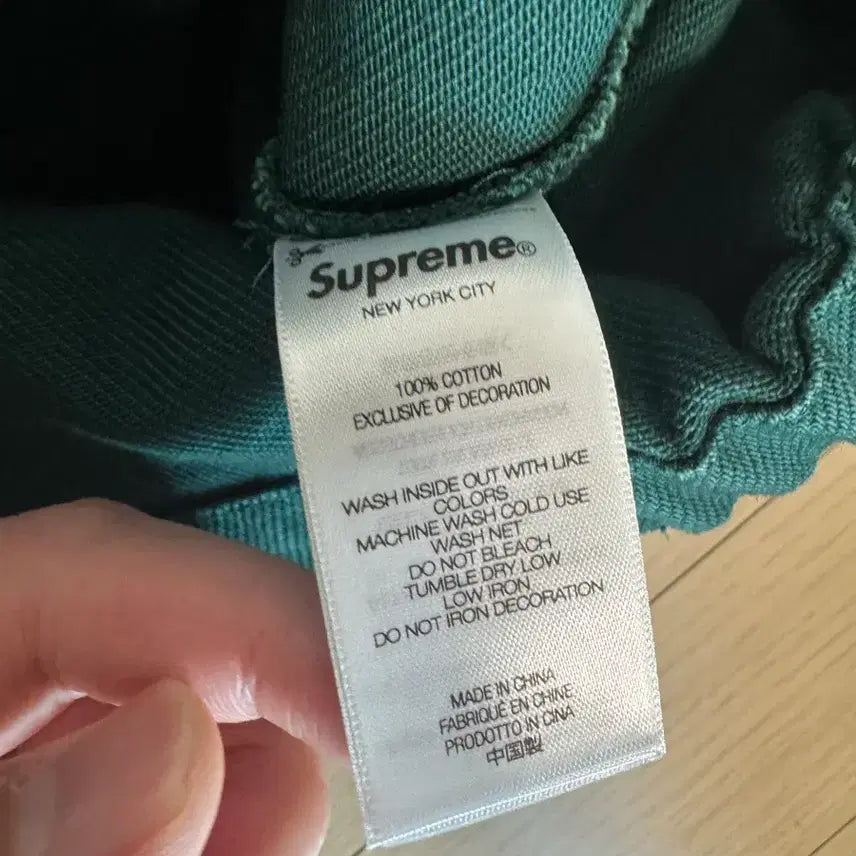 Supreme®
NEW YORK CITY
100% COTTON
EXCLUSIVE OF DECORATION
WASH INSIDE OUT WITH LIKE
COLORS
MACHINE WASH COLD USE
WASH NET
DO NOT BLEACH
TUMBLE DRY LOW
LOW IRON
DO NOT IRON DECORATION
MADE IN CHINA
FABRIQUÉ EN CHINE
PRODOTTO IN CINA
中国製